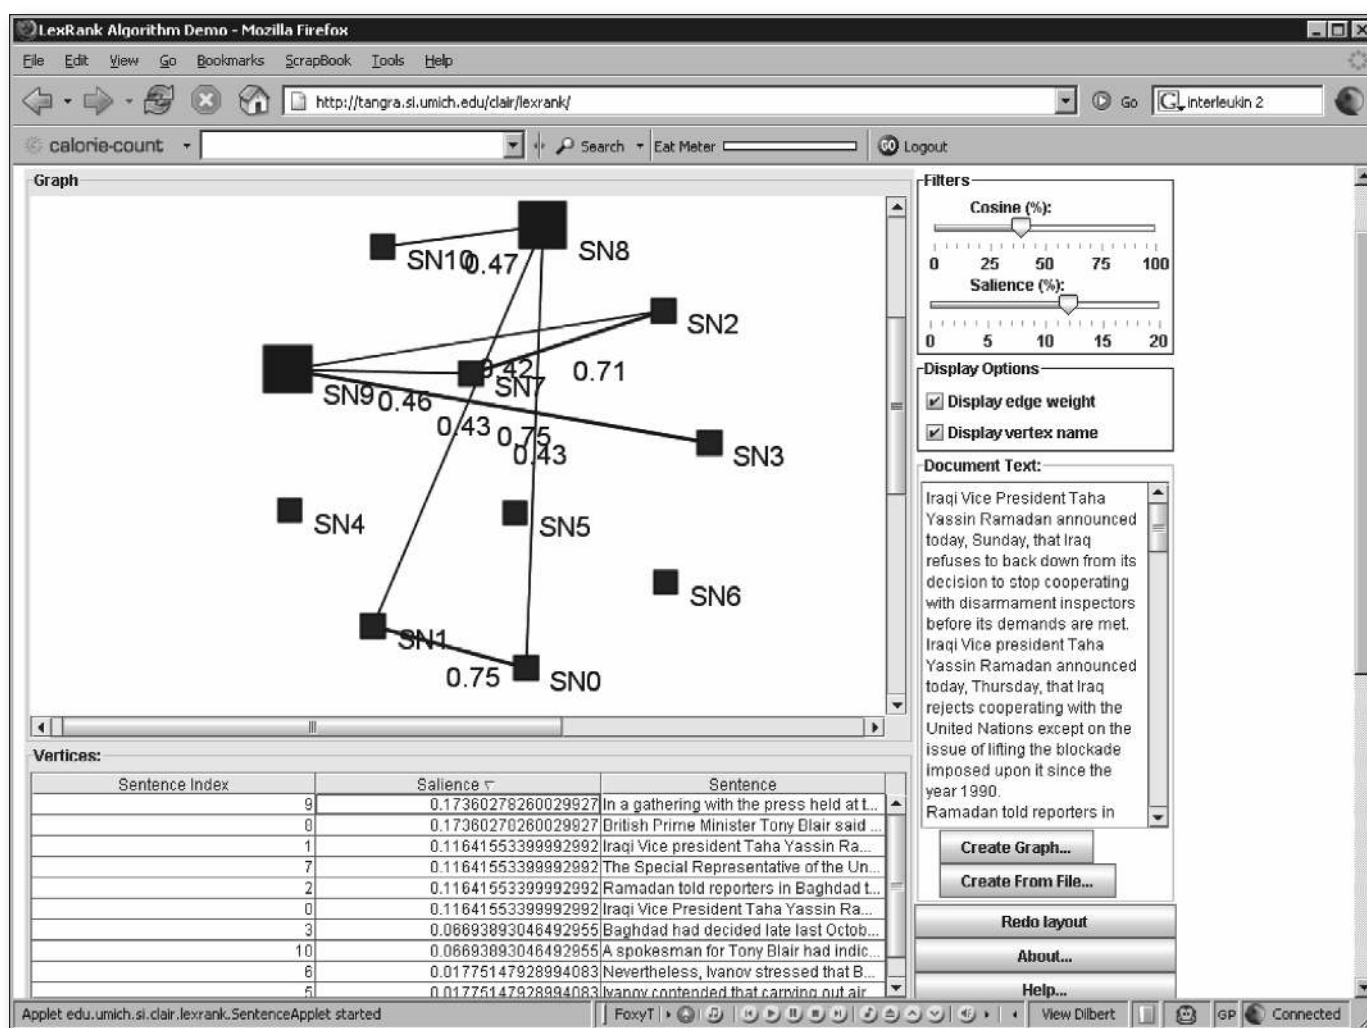 LexRank Algorithm Demo - Mozilla Firefox
File Edit View Go Bookmarks ScrapBook Tools Help
http://tangra.si.umich.edu/clair/lexrank/ Go G interleukin 2
calorie-count Search Eat Meter GO Logout
Graph
SN10 0.47 SN8
SN2
0.42 0.71
SN7
SN9 0.46
0.43 0.75
0.43
SN3
SN4 SN5
SN6
SN1
0.75 SN0
Filters
Cosine (%):
0 25 50 75 100
Salience (%):
0 5 10 15 20
Display Options
Display edge weight
Display vertex name
Document Text:
Iraqi Vice President Taha
Yassin Ramadan announced
today, Sunday, that Iraq
refuses to back down from its
decision to stop cooperating
with disarmament inspectors
before its demands are met.
Iraqi Vice president Taha
Yassin Ramadan announced
today, Thursday, that Iraq
rejects cooperating with the
United Nations except on the
issue of lifting the blockade
imposed upon it since the
year 1990.
Ramadan told reporters in
Create Graph...
Create From File...
Redo layout
About...
Help...
Vertices:
Sentence Index Salience Sentence
9 0.17360278260029927 In a gathering with the press held at t...
8 0.17360278260029927 British Prime Minister Tony Blair said ...
1 0.11641553399992992 Iraqi Vice president Taha Yassin Ra...
7 0.11641553399992992 The Special Representative of the Un...
2 0.11641553399992992 Ramadan told reporters in Baghdad t...
0 0.11641553399992992 Iraqi Vice President Taha Yassin Ra...
3 0.06693893046492955 Baghdad had decided late last Octob...
10 0.06693893046492955 A spokesman for Tony Blair had indic...
6 0.01775147928994083 Nevertheless, Ivanov stressed that B...
5 0.01775147928994083 Ivanov contended that carrying out air
Applet edu.umich.si.clair.lexrank.SentenceApplet started FoxyT View Dilbert GP Connected